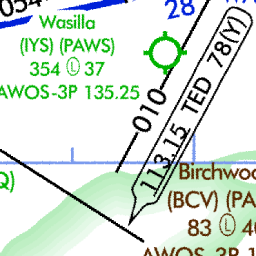 054
28
Wasilla
(IYS) (PAWS)
354 Ⓛ 37
AWOS-3P 135.25
010
113.15 TED 78(Y)
Birchwoo
(BCV) (PA
83 Ⓛ 40
AWOS-3P 1
Q)